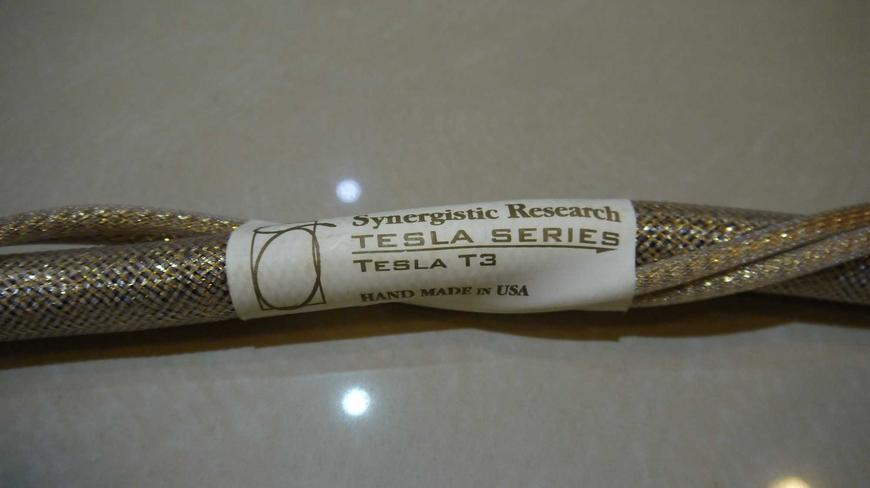 Synergistic Research
TESLA SERIES
TESLA T3
HAND MADE IN USA